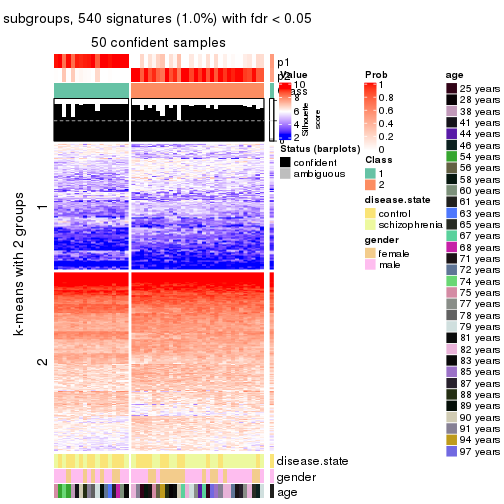 subgroups, 540 signatures (1.0%) with fdr < 0.05
50 confident samples
p1
p2
Class
Silhouette
score
k-means with 2 groups
1
2
disease.state
gender
age
Value
10
8
6
4
2
Status (barplots)
confident
ambiguous
Prob
1
0.8
0.6
0.4
0.2
0
Class
1
2
disease.state
control
schizophrenia
gender
female
male
age
25 years
28 years
38 years
41 years
44 years
46 years
54 years
56 years
58 years
60 years
61 years
63 years
65 years
67 years
68 years
71 years
72 years
74 years
75 years
77 years
78 years
79 years
81 years
82 years
83 years
85 years
87 years
88 years
89 years
90 years
91 years
94 years
97 years